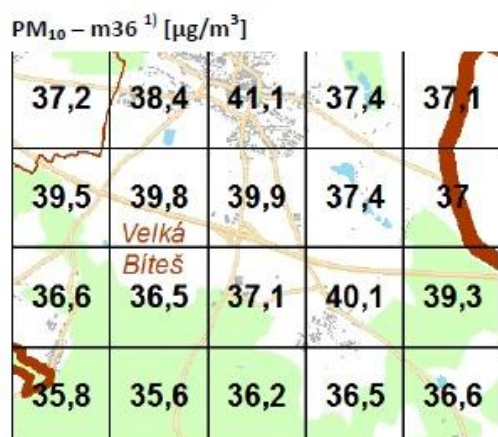 PM₁₀ – m36 ¹⁾ [µg/m³]
37,2 38,4 41,1 37,4 37,1
39,5 39,8 39,9 37,4 37
Velká
Bíteš
36,6 36,5 37,1 40,1 39,3
35,8 35,6 36,2 36,5 36,6